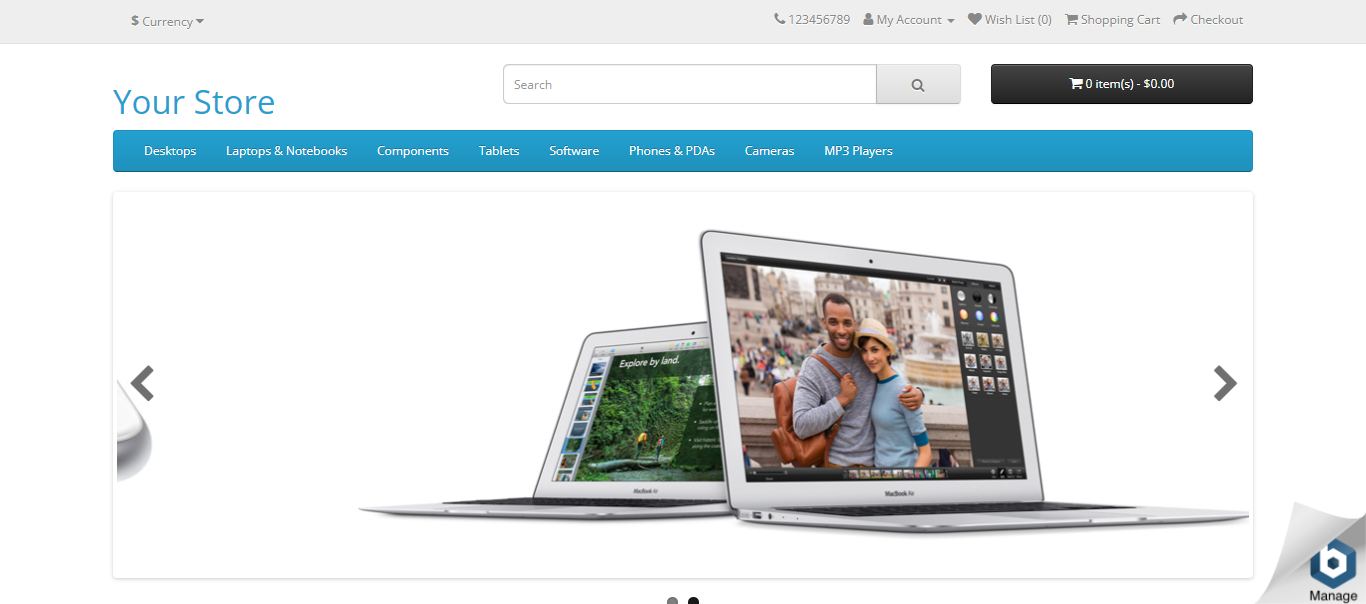 $ Currency
123456789 My Account Wish List (0) Shopping Cart Checkout
Your Store
Search
0 item(s) - $0.00
Desktops Laptops & Notebooks Components Tablets Software Phones & PDAs Cameras MP3 Players
Explore by land.
MacBook Air
MacBook Air
Manage